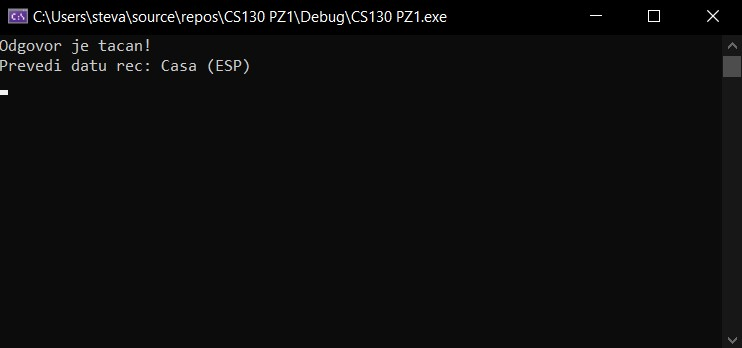 C:\Users\steva\source\repos\CS130 PZ1\Debug\CS130 PZ1.exe
Odgovor je tacan!
Prevedi datu rec: Casa (ESP)